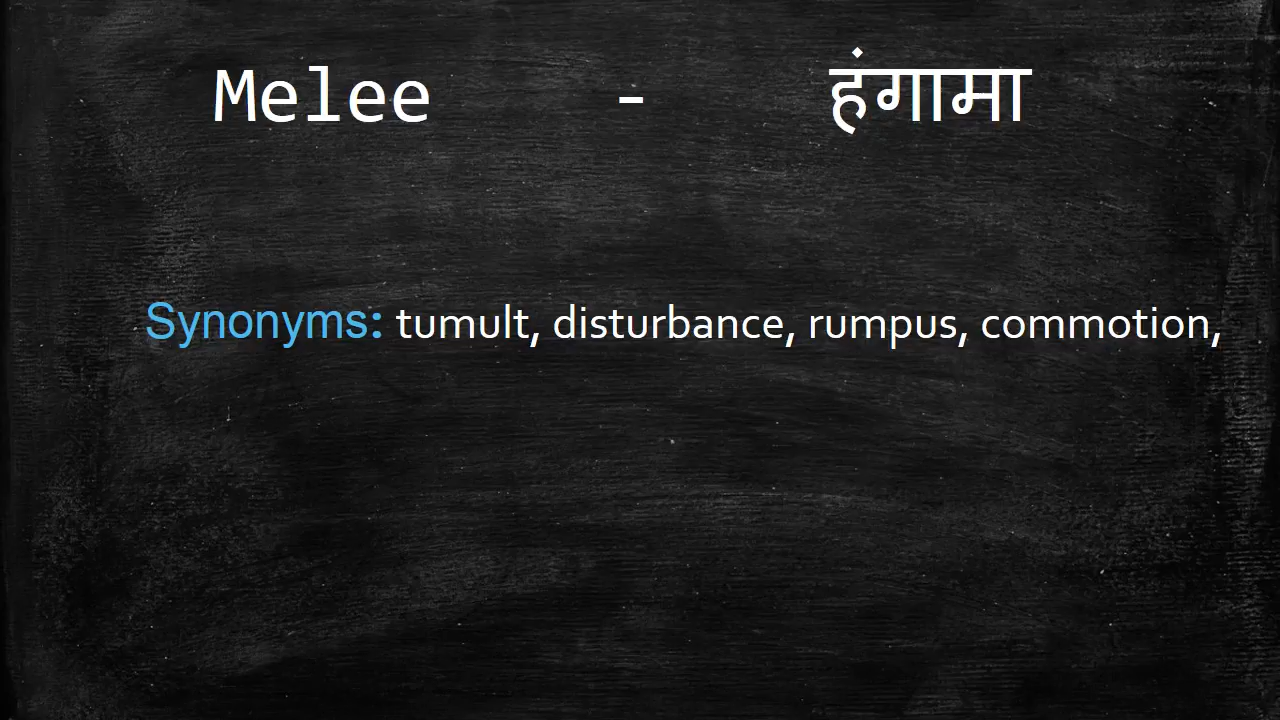 Melee - हंगामा
Synonyms: tumult, disturbance, rumpus, commotion,